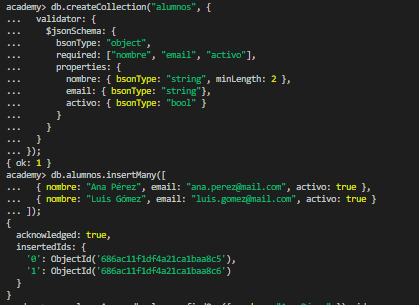 academy> db.createCollection("alumnos", {
...   validator: {
...     $jsonSchema: {
...       bsonType: "object",
...       required: ["nombre", "email", "activo"],
...       properties: {
...         nombre: { bsonType: "string", minLength: 2 },
...         email: { bsonType: "string"},
...         activo: { bsonType: "bool" }
...       }
...     }
...   }
... });
{ ok: 1 }
academy> db.alumnos.insertMany([
...   { nombre: "Ana Pérez", email: "ana.perez@mail.com", activo: true },
...   { nombre: "Luis Gómez", email: "luis.gomez@mail.com", activo: true }
... ]);
{
  acknowledged: true,
  insertedIds: {
    '0': ObjectId('686ac11f1df4a21ca1baa8c5'),
    '1': ObjectId('686ac11f1df4a21ca1baa8c6')
  }
}